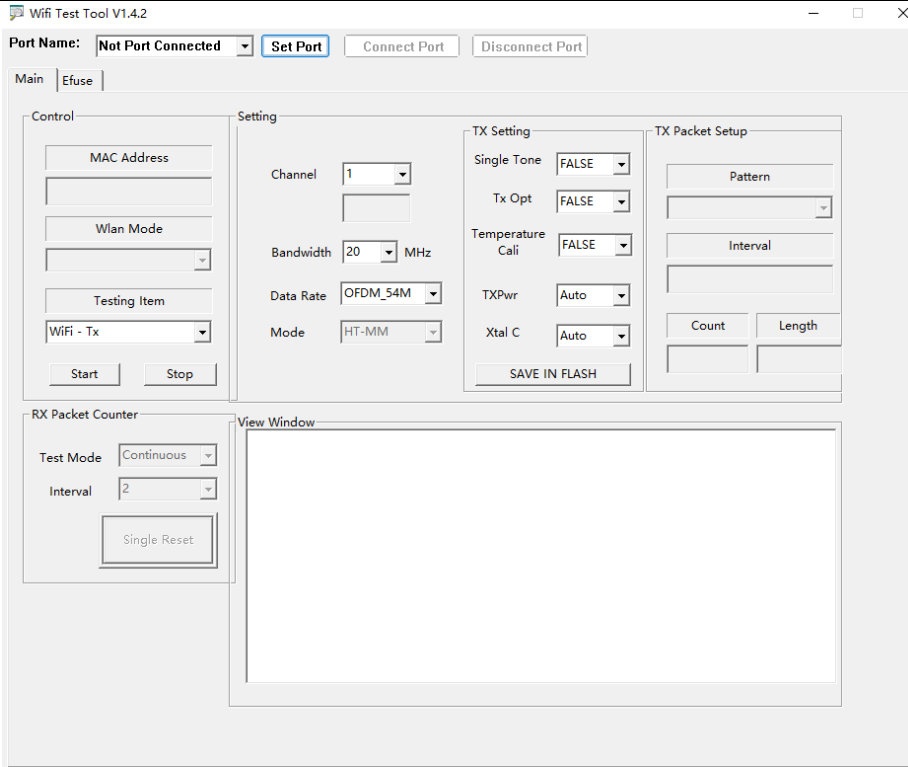 Wifi Test Tool V1.4.2
Port Name: Not Port Connected Set Port Connect Port Disconnect Port
Main Efuse
Control
MAC Address
Wlan Mode
Testing Item
WiFi - Tx
Start Stop
Setting
Channel 1
Bandwidth 20 MHz
Data Rate OFDM_54M
Mode HT-MM
TX Setting
Single Tone FALSE
Tx Opt FALSE
Temperature
Cali FALSE
TXPwr Auto
Xtal C Auto
SAVE IN FLASH
TX Packet Setup
Pattern
Interval
Count Length
RX Packet Counter
Test Mode Continuous
Interval 2
Single Reset
View Window